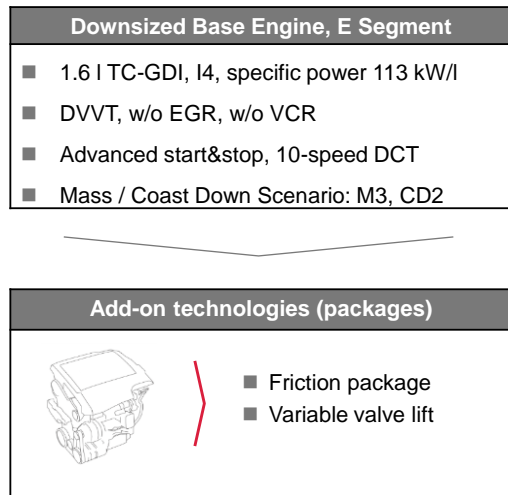 Downsized Base Engine, E Segment
1.6 l TC-GDI, I4, specific power 113 kW/l
DVVT, w/o EGR, w/o VCR
Advanced start&stop, 10-speed DCT
Mass / Coast Down Scenario: M3, CD2
Add-on technologies (packages)
Friction package
Variable valve lift